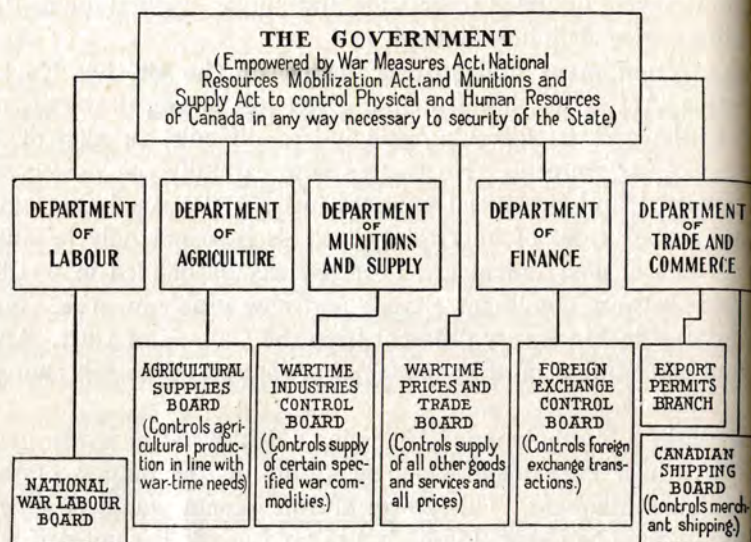 THE GOVERNMENT
(Empowered by War Measures Act, National
Resources Mobilization Act, and Munitions and
Supply Act to control Physical and Human Resources
of Canada in any way necessary to security of the State)
DEPARTMENT
OF
LABOUR
DEPARTMENT
OF
AGRICULTURE
DEPARTMENT
OF
MUNITIONS
AND SUPPLY
DEPARTMENT
OF
FINANCE
DEPARTMENT
OF
TRADE AND
COMMERCE
AGRICULTURAL
SUPPLIES
BOARD
(Controls agri-
cultural produc-
tion in line with
war-time needs)
WARTIME
INDUSTRIES
CONTROL
BOARD
(Controls supply
of certain spec-
ified war com-
modities.)
WARTIME
PRICES AND
TRADE
BOARD
(Controls supply
of all other goods
and services and
all prices)
FOREIGN
EXCHANGE
CONTROL
BOARD
(Controls foreign
exchange trans-
actions.)
EXPORT
PERMITS
BRANCH
NATIONAL
WAR LABOUR
BOARD
CANADIAN
SHIPPING
BOARD
(Controls merch-
ant shipping.)